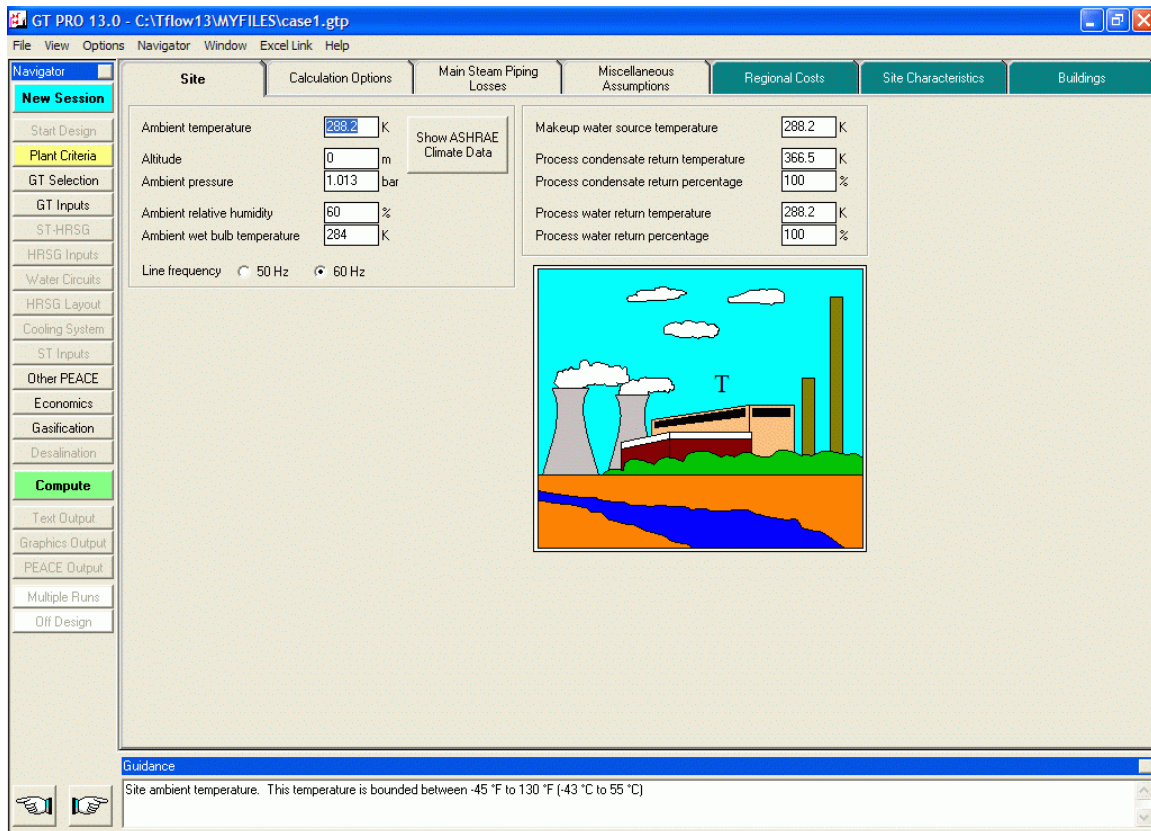 GT PRO 13.0 - C:\Tflow13\MYFILES\case1.gtp
File View Options Navigator Window Excel Link Help
Navigator
New Session
Start Design
Plant Criteria
GT Selection
GT Inputs
ST-HRSG
HRSG Inputs
Water Circuits
HRSG Layout
Cooling System
ST Inputs
Other PEACE
Economics
Gasification
Desalination
Compute
Text Output
Graphics Output
PEACE Output
Multiple Runs
Off Design
Site
Calculation Options
Main Steam Piping
Losses
Miscellaneous
Assumptions
Regional Costs
Site Characteristics
Buildings
Ambient temperature 288.2 K
Show ASHRAE
Climate Data
Altitude 0 m
Ambient pressure 1.013 bar
Ambient relative humidity 60 %
Ambient wet bulb temperature 284 K
Line frequency 50 Hz 60 Hz
Makeup water source temperature 288.2 K
Process condensate return temperature 366.5 K
Process condensate return percentage 100 %
Process water return temperature 288.2 K
Process water return percentage 100 %
T
Guidance
Site ambient temperature. This temperature is bounded between -45 °F to 130 °F (-43 °C to 55 °C)